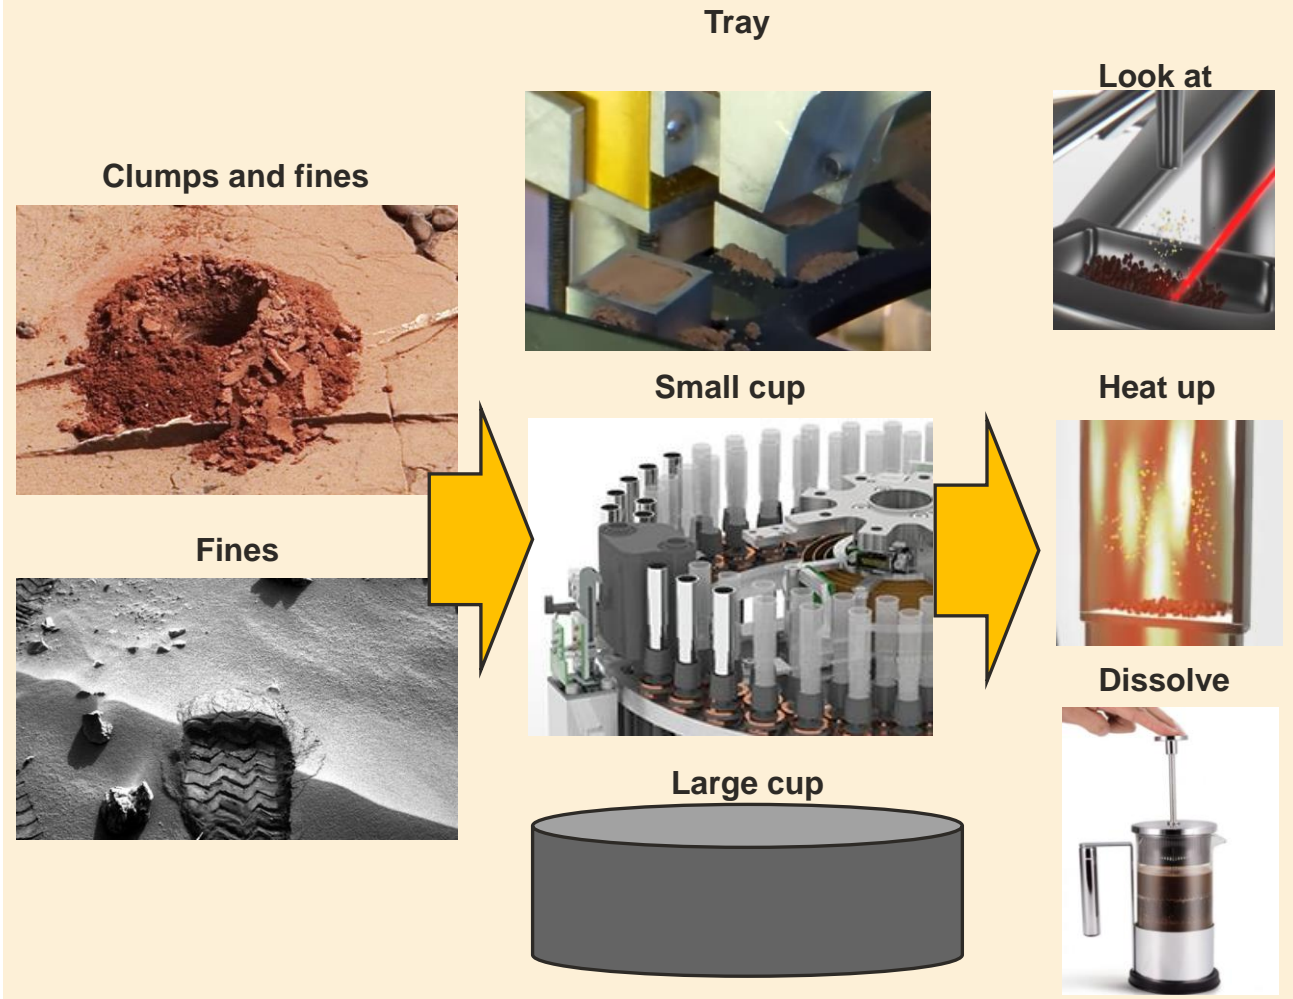 Tray
Look at
Clumps and fines
Small cup
Heat up
Fines
Dissolve
Large cup